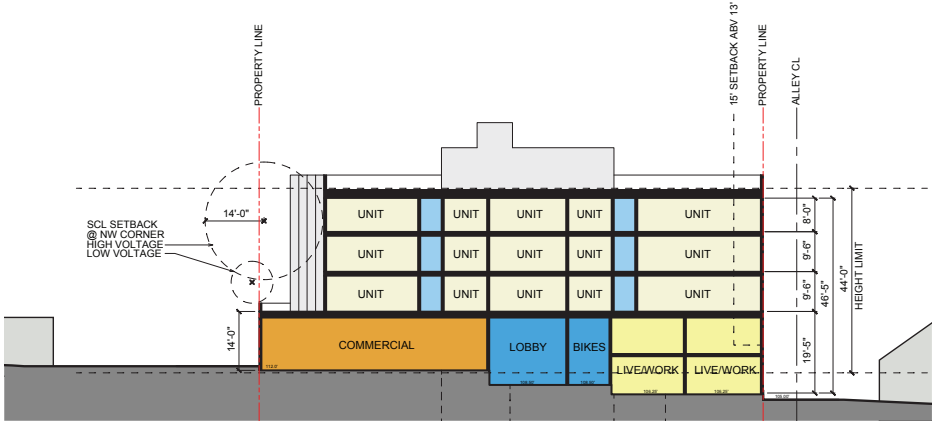 PROPERTY LINE
15' SETBACK ABV 13'
PROPERTY LINE
ALLEY CL
14'-0"
SCL SETBACK
@ NW CORNER
HIGH VOLTAGE
LOW VOLTAGE
UNIT UNIT UNIT UNIT UNIT
8'-0"
UNIT UNIT UNIT UNIT UNIT
9'-6"
UNIT UNIT UNIT UNIT UNIT
9'-6"
46'-5"
44'-0"
HEIGHT LIMIT
14'-0"
COMMERCIAL
LOBBY
BIKES
19'-5"
LIVE/WORK LIVE/WORK